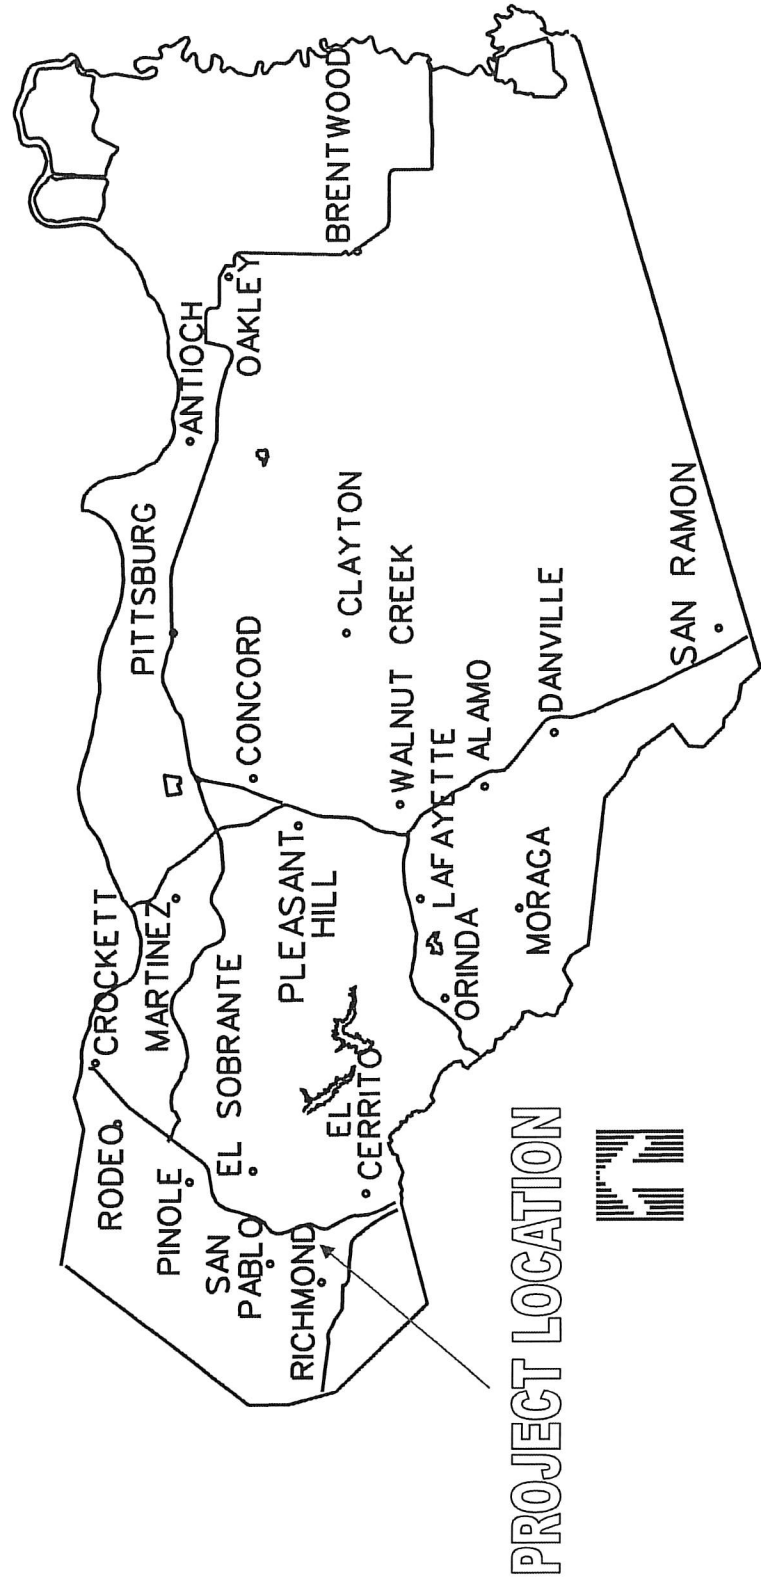 CROCKETT
RODEO
MARTINEZ
PINOLE
EL SOBRANTE
SAN
PABLO
RICHMOND
EL
CERRITO
PLEASANT
HILL
CONCORD
PITTSBURG
ANTIOCH
OAKLEY
BRENTWOOD
CLAYTON
WALNUT CREEK
LAFAYETTE
ORINDA
ALAMO
MORAGA
DANVILLE
SAN RAMON
PROJECT LOCATION